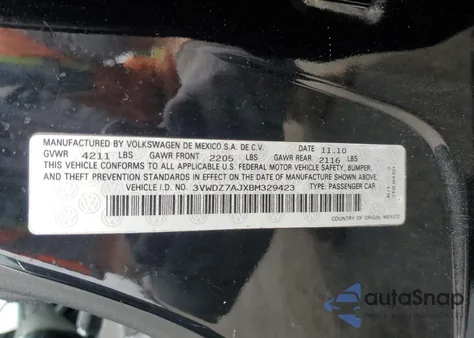 MANUFACTURED BY VOLKSWAGEN DE MEXICO S.A. DE C.V. DATE 11.10
GVWR 4211 LBS GAWR FRONT 2205 LBS GAWR REAR 2116 LBS
THIS VEHICLE CONFORMS TO ALL APPLICABLE U.S. FEDERAL MOTOR VEHICLE SAFETY, BUMPER,
AND THEFT PREVENTION STANDARDS IN EFFECT ON THE DATE OF MANUFACTURE SHOWN ABOVE.
VEHICLE I.D. NO. 3VWDZ7AJXBM329423 TYPE: PASSENGER CAR
COUNTRY OF ORIGIN: MEXICO
autoSnap